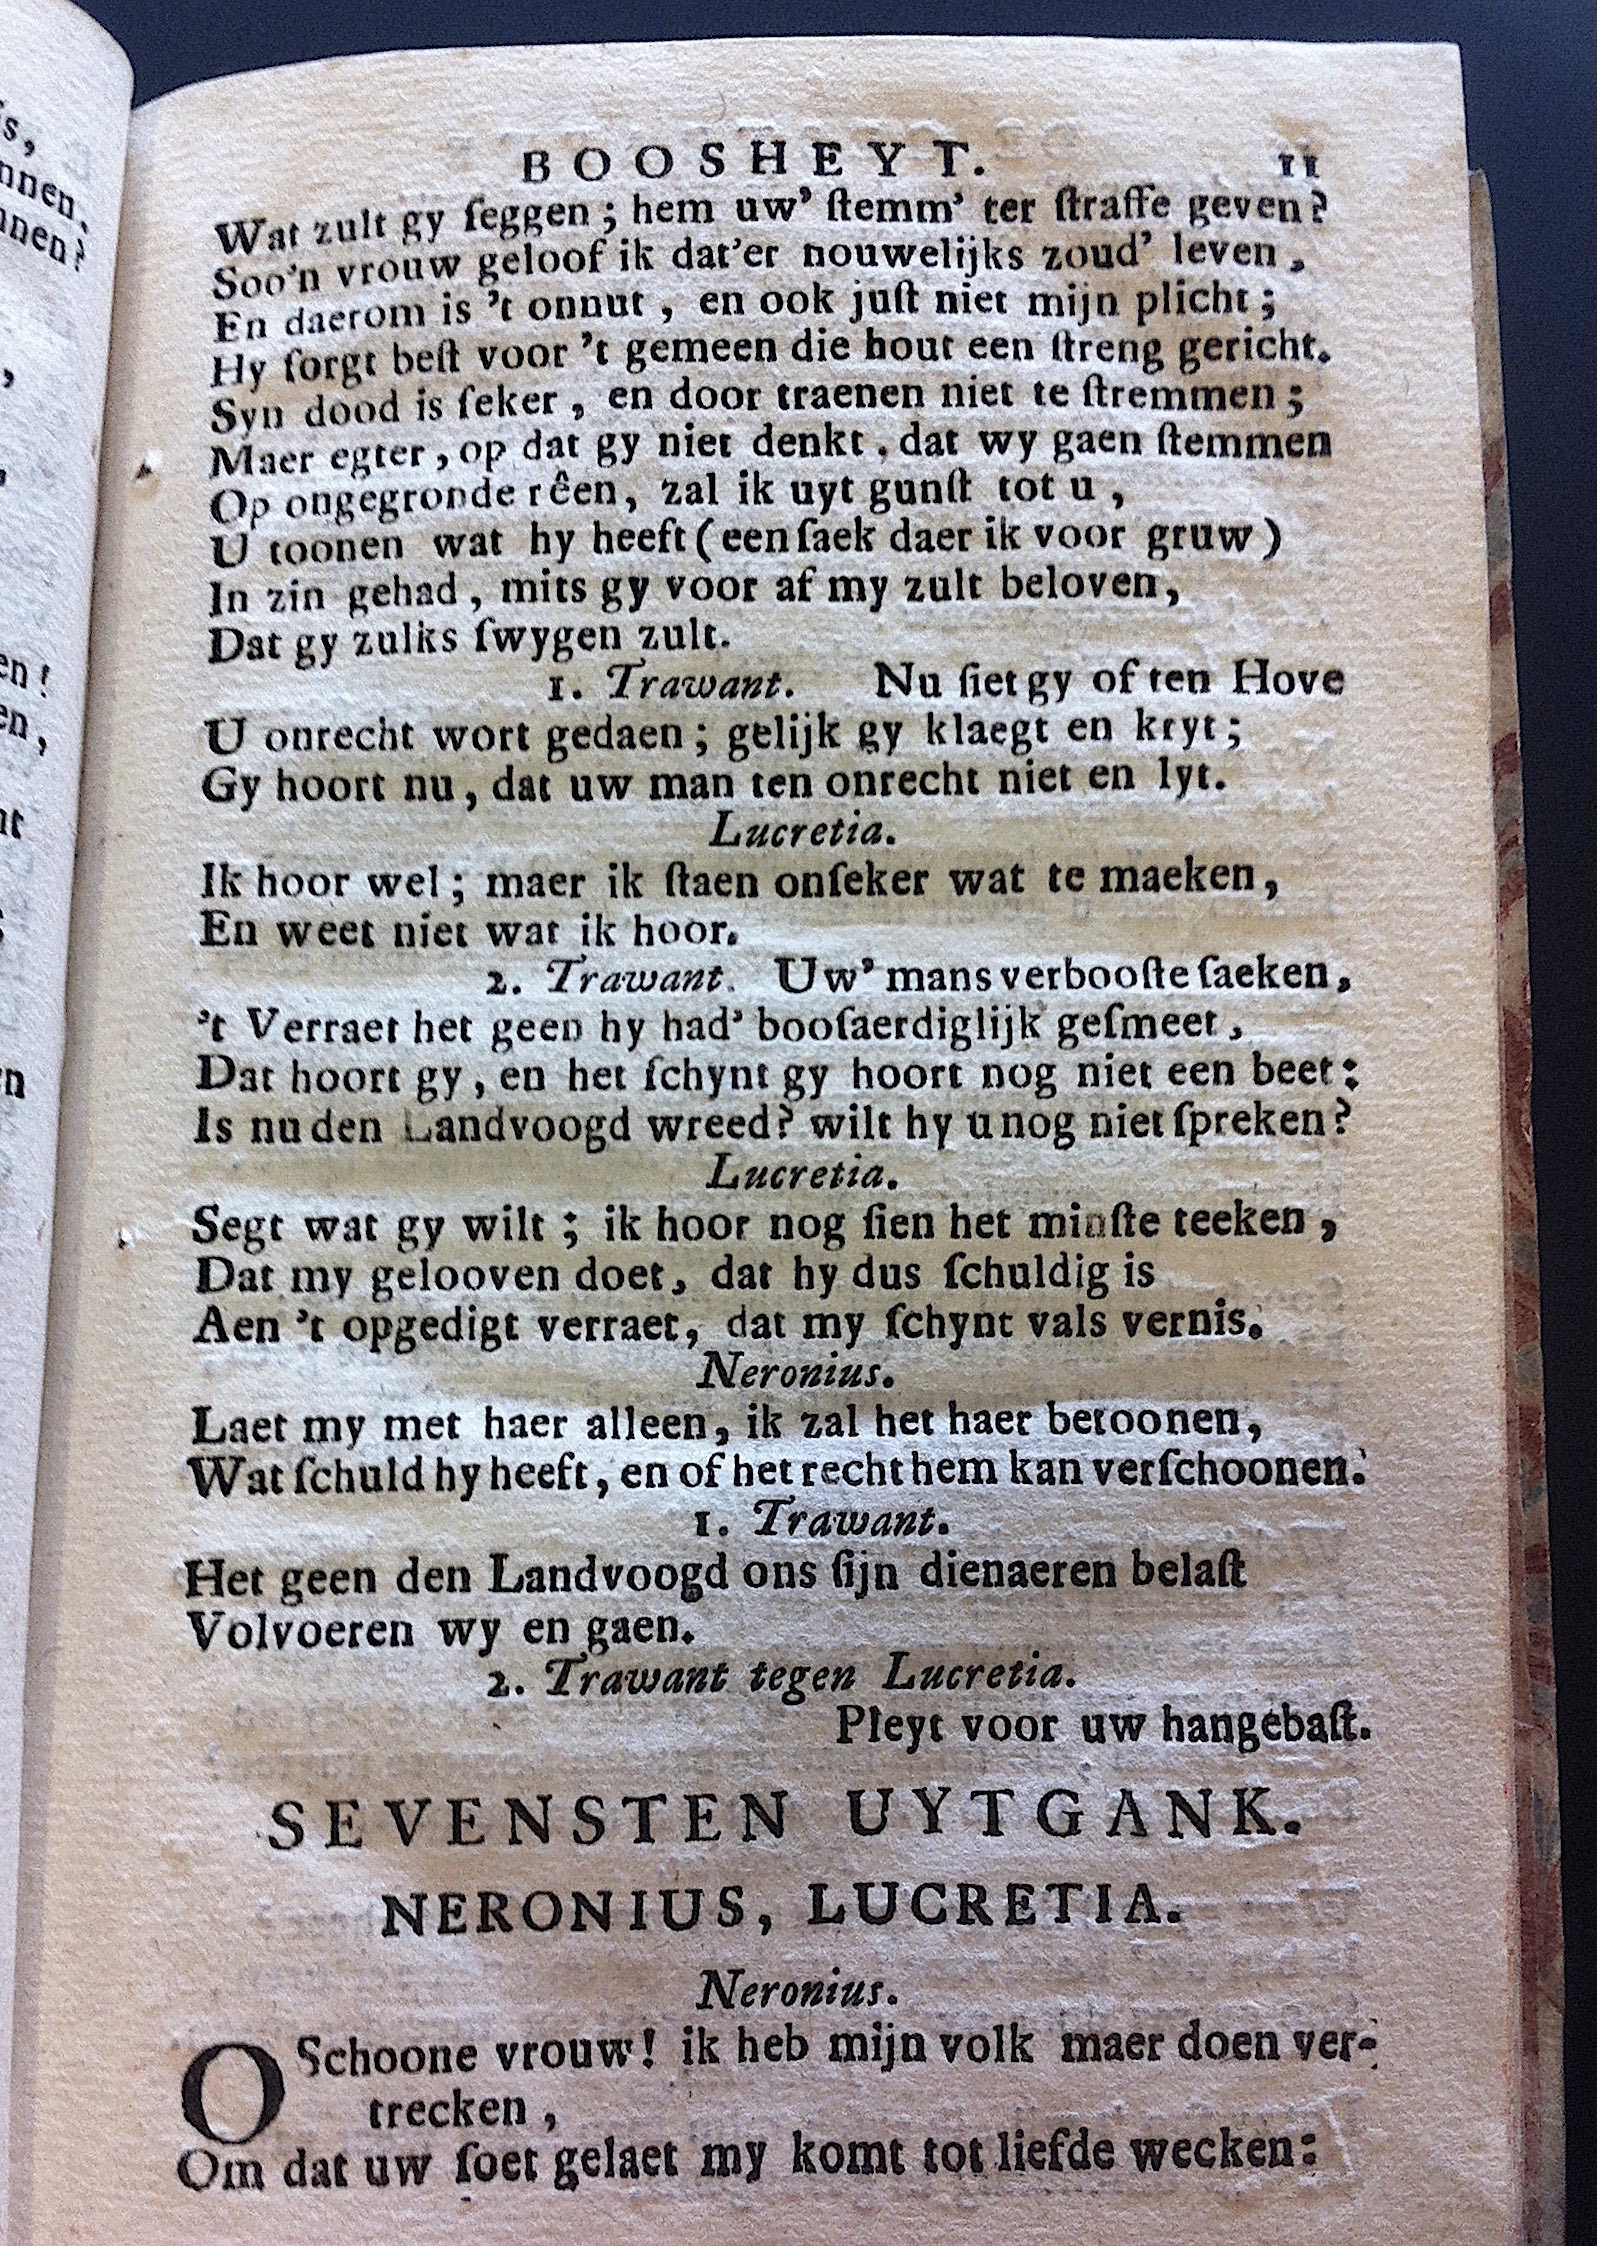 BOOSHEYT. 11
Wat zult gy ſeggen; hem uw' ſtemm' ter ſtraffe geven?
Soo'n vrouw geloof ik dat'er nouwelijks zoud' leven,
En daerom is 't onnut, en ook juſt niet mijn plicht;
Hy ſorgt beſt voor 't gemeen die hout een ſtreng gericht.
Syn dood is ſeker, en door traenen niet te ſtremmen;
Maer egter, op dat gy niet denkt, dat wy gaen ſtemmen
Op ongegronde rêen, zal ik uyt gunſt tot u,
U toonen wat hy heeft (een ſaek daer ik voor gruw)
In zin gehad, mits gy voor af my zult beloven,
Dat gy zulks ſwygen zult.
1. Trawant. Nu ſiet gy of ten Hove
U onrecht wort gedaen; gelijk gy klaegt en kryt;
Gy hoort nu, dat uw man ten onrecht niet en lyt.
Lucretia.
Ik hoor wel; maer ik ſtaen onſeker wat te maeken,
En weet niet wat ik hoor.
2. Trawant. Uw' mans verbooſte ſaeken,
't Verraet het geen hy had' booſaerdiglijk geſmeet,
Dat hoort gy, en het ſchynt gy hoort nog niet een beet:
Is nu den Landvoogd wreed? wilt hy u nog niet ſpreken?
Lucretia.
Segt wat gy wilt; ik hoor nog ſien het minſte teeken,
Dat my gelooven doet, dat hy dus ſchuldig is
Aen 't opgedigt verraet, dat my ſchynt vals vernis.
Neronius.
Laet my met haer alleen, ik zal het haer betoonen,
Wat ſchuld hy heeft, en of het recht hem kan verſchoonen.
1. Trawant.
Het geen den Landvoogd ons ſijn dienaeren belaſt
Volvoeren wy en gaen.
2. Trawant tegen Lucretia.
Pleyt voor uw hangebaſt.
SEVENSTEN UYTGANK.
NERONIUS, LUCRETIA.
Neronius.
O Schoone vrouw! ik heb mijn volk maer doen ver-
trecken,
Om dat uw ſoet gelaet my komt tot liefde wecken: